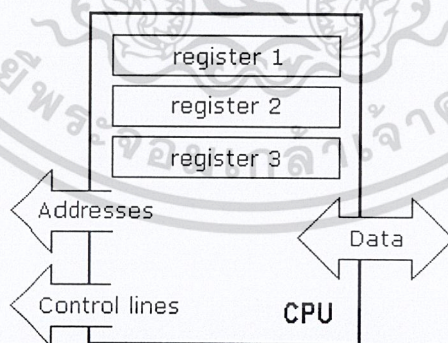 register 1
register 2
register 3
Addresses
Data
Control lines
CPU